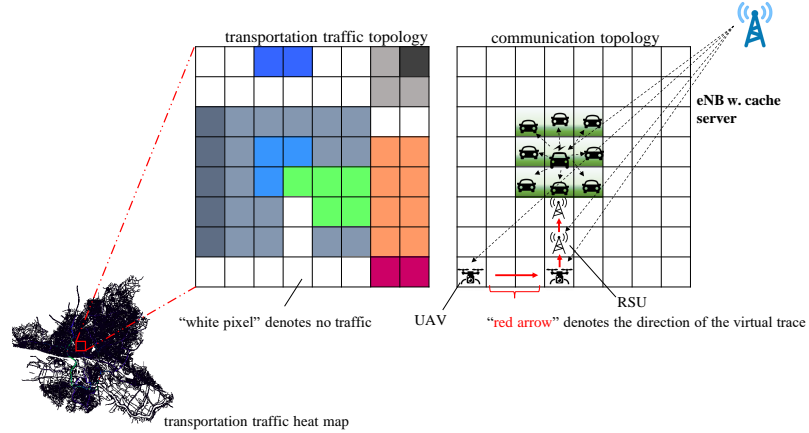 transportation traffic topology
communication topology
eNB w. cache
server
RSU
UAV
“white pixel” denotes no traffic
“red arrow” denotes the direction of the virtual trace
transportation traffic heat map